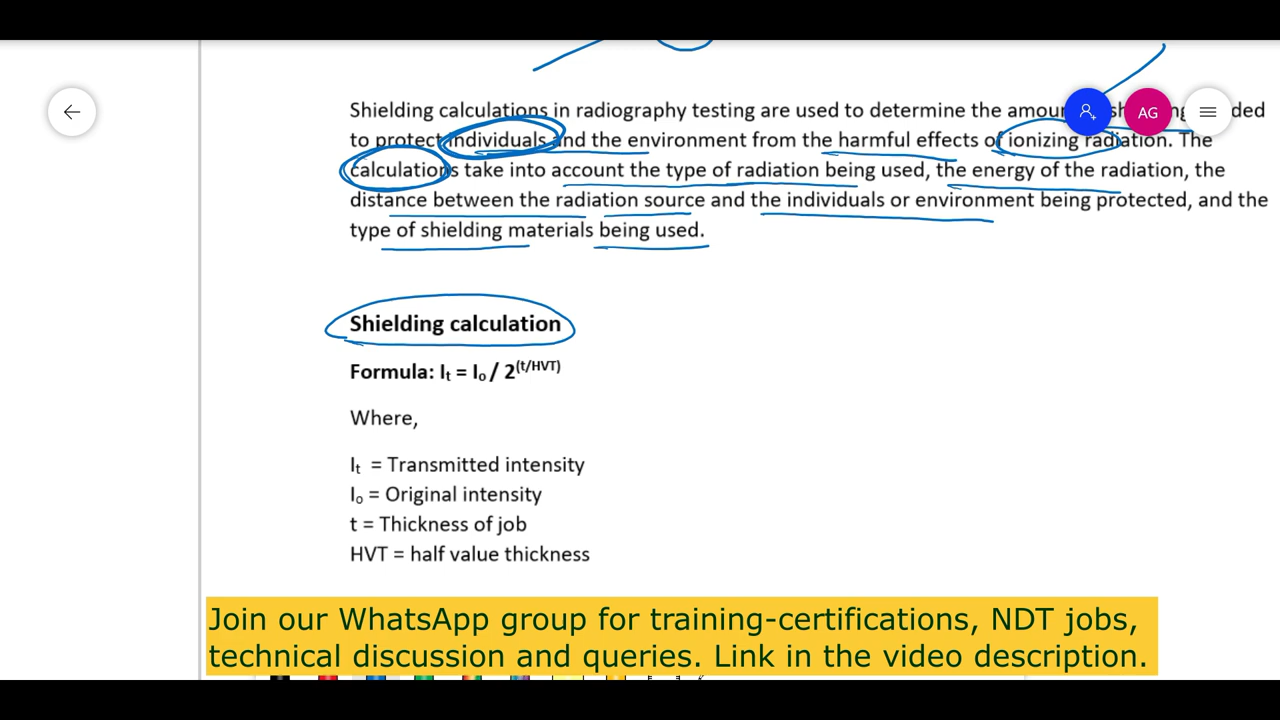 Shielding calculations in radiography testing are used to determine the
to protect individuals and the environment from the harmful effects of ionizing radiation. The
calculations take into account the type of radiation being used, the energy of the radiation, the
distance between the radiation source and the individuals or environment being protected, and the
type of shielding materials being used.
AG
Shielding calculation
Formula: Iₜ = Iₒ / 2^(t/HVT)
Where,
Iₜ = Transmitted intensity
Iₒ = Original intensity
t = Thickness of job
HVT = half value thickness
Join our WhatsApp group for training-certifications, NDT jobs,
technical discussion and queries. Link in the video description.